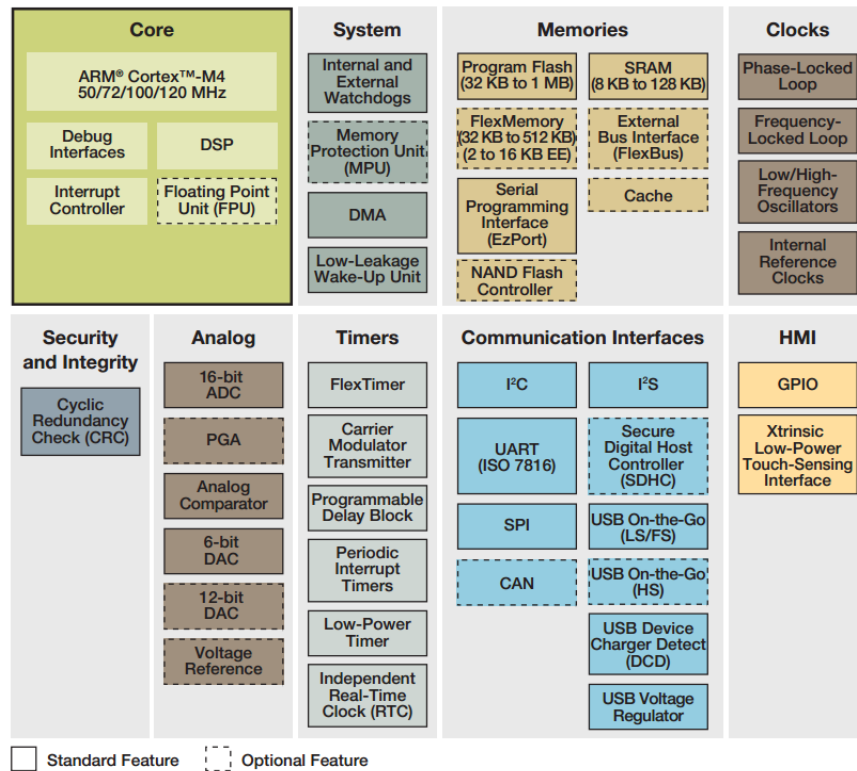 Core
ARM® Cortex™-M4
50/72/100/120 MHz
Debug
Interfaces
DSP
Interrupt
Controller
Floating Point
Unit (FPU)
System
Internal and
External
Watchdogs
Memory
Protection Unit
(MPU)
DMA
Low-Leakage
Wake-Up Unit
Memories
Program Flash
(32 KB to 1 MB)
SRAM
(8 KB to 128 KB)
FlexMemory
(32 KB to 512 KB)
(2 to 16 KB EE)
External
Bus Interface
(FlexBus)
Serial
Programming
Interface
(EzPort)
Cache
NAND Flash
Controller
Clocks
Phase-Locked
Loop
Frequency-
Locked Loop
Low/High-
Frequency
Oscillators
Internal
Reference
Clocks
Security
and Integrity
Cyclic
Redundancy
Check (CRC)
Analog
16-bit
ADC
PGA
Analog
Comparator
6-bit
DAC
12-bit
DAC
Voltage
Reference
Timers
FlexTimer
Carrier
Modulator
Transmitter
Programmable
Delay Block
Periodic
Interrupt
Timers
Low-Power
Timer
Independent
Real-Time
Clock (RTC)
Communication Interfaces
I²C
I²S
UART
(ISO 7816)
Secure
Digital Host
Controller
(SDHC)
SPI
USB On-the-Go
(LS/FS)
CAN
USB On-the-Go
(HS)
USB Device
Charger Detect
(DCD)
USB Voltage
Regulator
HMI
GPIO
Xtrinsic
Low-Power
Touch-Sensing
Interface
Standard Feature
Optional Feature